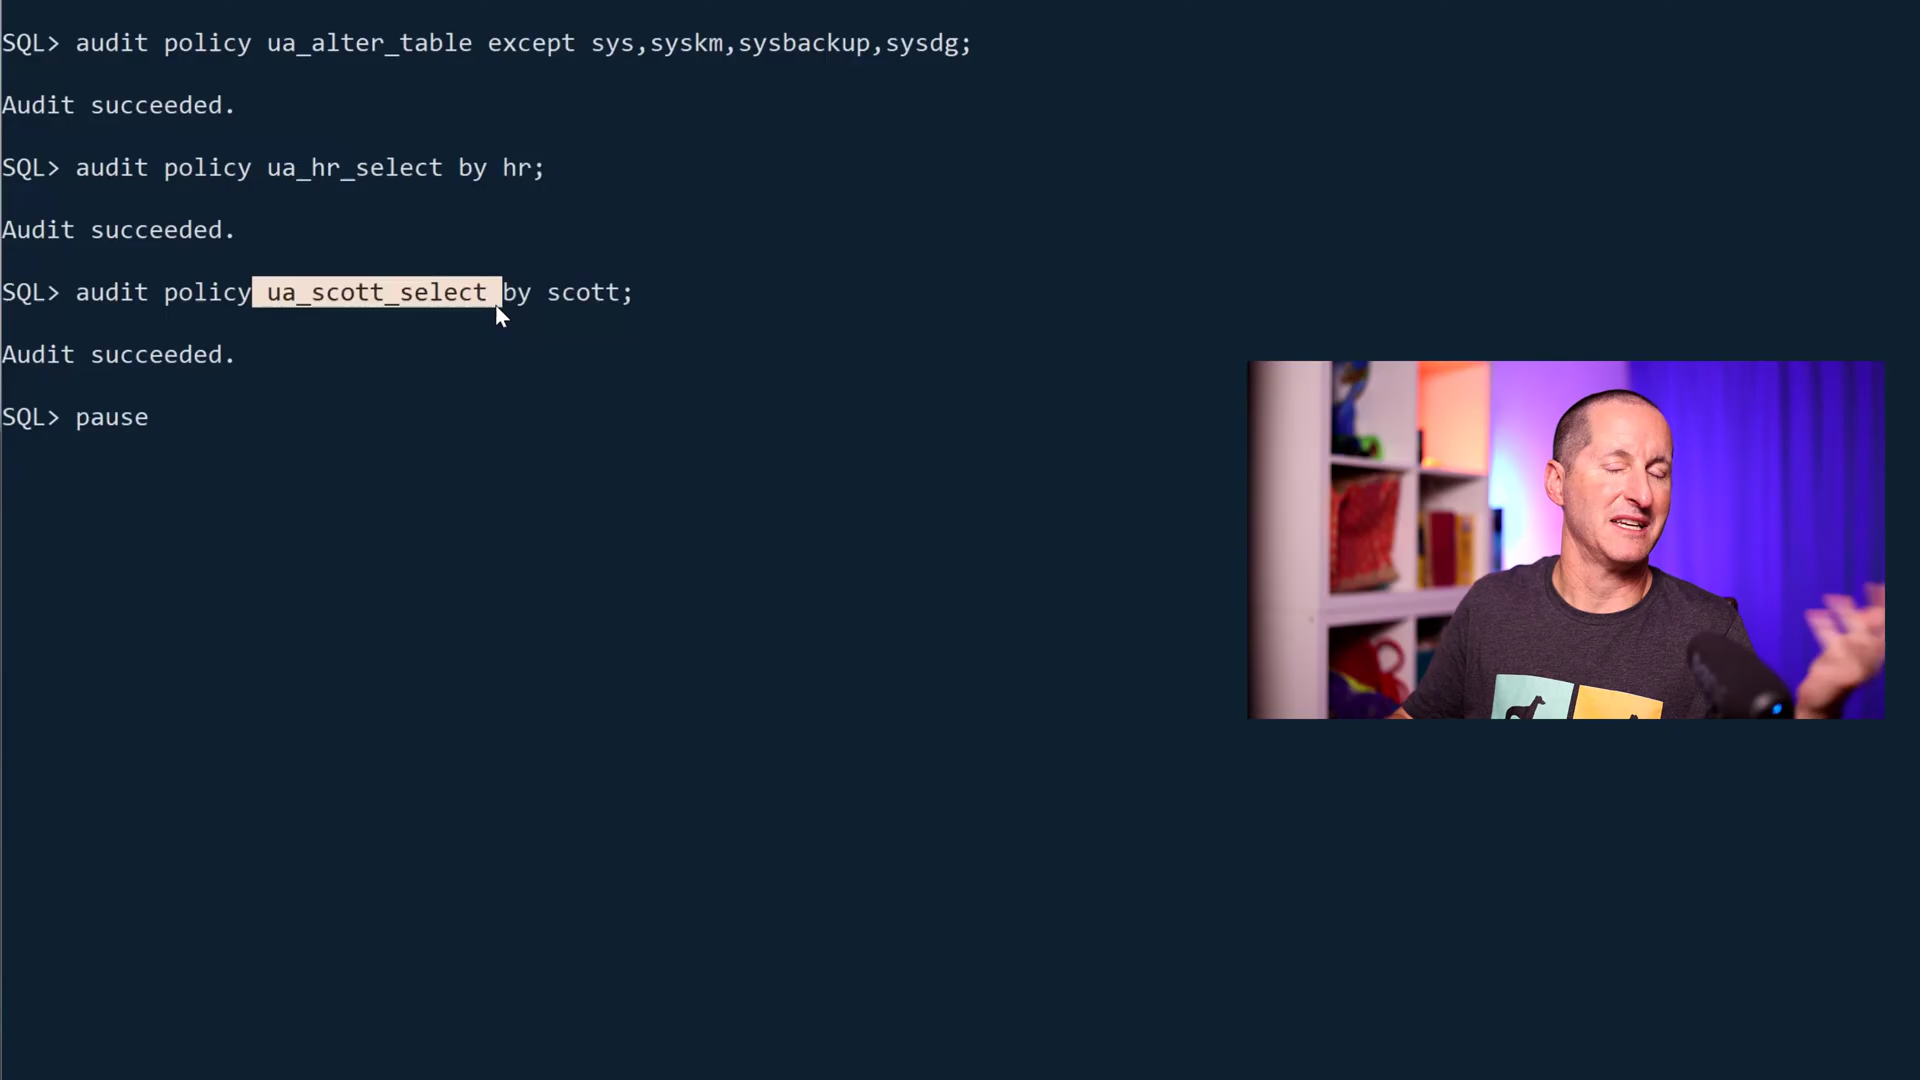 SQL> audit policy ua_alter_table except sys,syskm,sysbackup,sysdg;
Audit succeeded.
SQL> audit policy ua_hr_select by hr;
Audit succeeded.
SQL> audit policy ua_scott_select by scott;
Audit succeeded.
SQL> pause